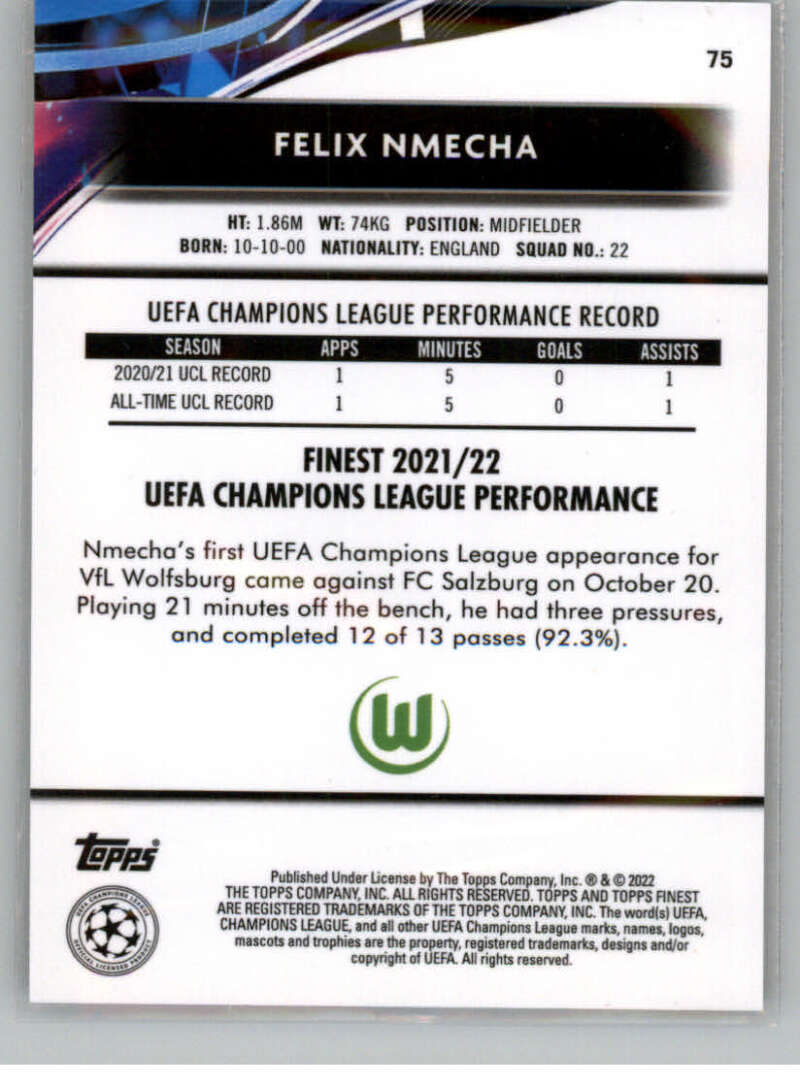 75
FELIX NMECHA
HT: 1.86M WT: 74KG POSITION: MIDFIELDER
BORN: 10-10-00 NATIONALITY: ENGLAND SQUAD NO.: 22
UEFA CHAMPIONS LEAGUE PERFORMANCE RECORD
SEASON APPS MINUTES GOALS ASSISTS
2020/21 UCL RECORD 1 5 0 1
ALL-TIME UCL RECORD 1 5 0 1
FINEST 2021/22
UEFA CHAMPIONS LEAGUE PERFORMANCE
Nmecha's first UEFA Champions League appearance for
VfL Wolfsburg came against FC Salzburg on October 20.
Playing 21 minutes off the bench, he had three pressures,
and completed 12 of 13 passes (92.3%).
W
Topps®
UEFA CHAMPIONS LEAGUE
OFFICIAL LICENSED PRODUCT
Published Under License by The Topps Company, Inc. ® & © 2022
THE TOPPS COMPANY, INC. ALL RIGHTS RESERVED. TOPPS AND TOPPS FINEST
ARE REGISTERED TRADEMARKS OF THE TOPPS COMPANY, INC. The word(s) UEFA,
CHAMPIONS LEAGUE, and all other UEFA Champions League marks, names, logos,
mascots and trophies are the property, registered trademarks, designs and/or
copyright of UEFA. All rights reserved.